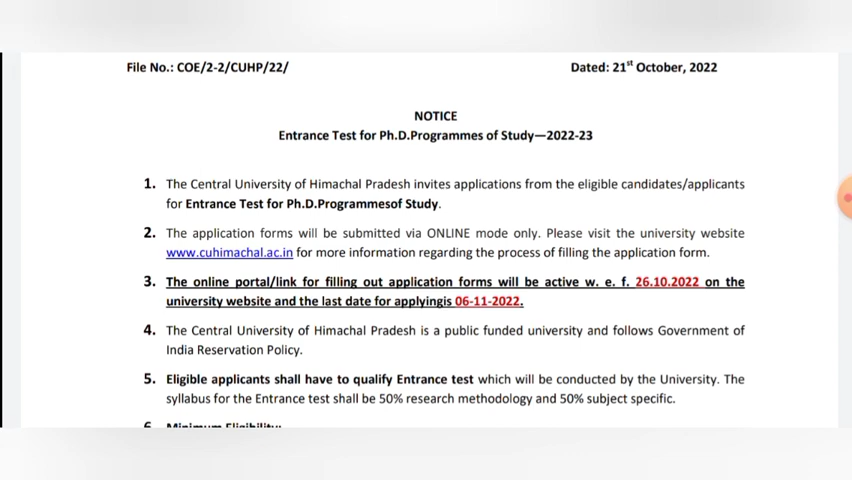 File No.: COE/2-2/CUHP/22/ Dated: 21st October, 2022
NOTICE
Entrance Test for Ph.D.Programmes of Study—2022-23
1. The Central University of Himachal Pradesh invites applications from the eligible candidates/applicants
for Entrance Test for Ph.D.Programmesof Study.
2. The application forms will be submitted via ONLINE mode only. Please visit the university website
www.cuhimachal.ac.in for more information regarding the process of filling the application form.
3. The online portal/link for filling out application forms will be active w. e. f. 26.10.2022 on the
university website and the last date for applyingis 06-11-2022.
4. The Central University of Himachal Pradesh is a public funded university and follows Government of
India Reservation Policy.
5. Eligible applicants shall have to qualify Entrance test which will be conducted by the University. The
syllabus for the Entrance test shall be 50% research methodology and 50% subject specific.
6. Minimum Eligibility: